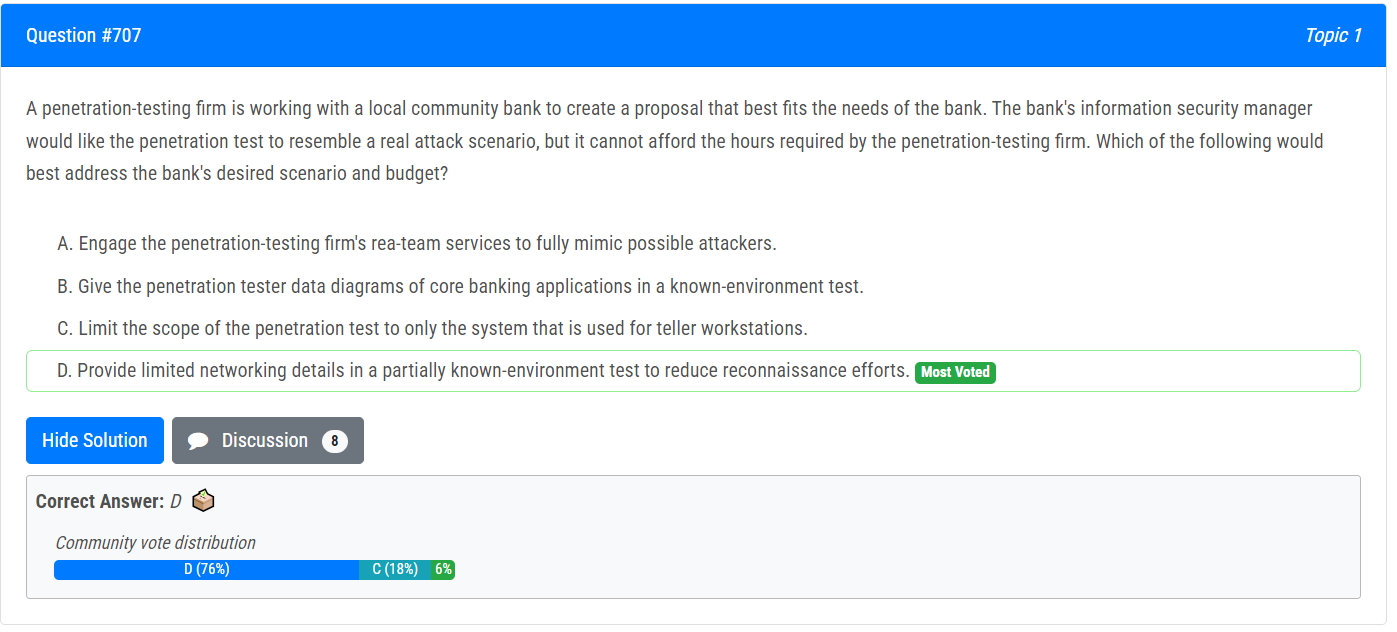 Question #707
Topic 1
A penetration-testing firm is working with a local community bank to create a proposal that best fits the needs of the bank. The bank's information security manager
would like the penetration test to resemble a real attack scenario, but it cannot afford the hours required by the penetration-testing firm. Which of the following would
best address the bank's desired scenario and budget?
A. Engage the penetration-testing firm's rea-team services to fully mimic possible attackers.
B. Give the penetration tester data diagrams of core banking applications in a known-environment test.
C. Limit the scope of the penetration test to only the system that is used for teller workstations.
D. Provide limited networking details in a partially known-environment test to reduce reconnaissance efforts. Most Voted
Hide Solution
Discussion 8
Correct Answer: D
Community vote distribution
D (76%) C (18%) 6%